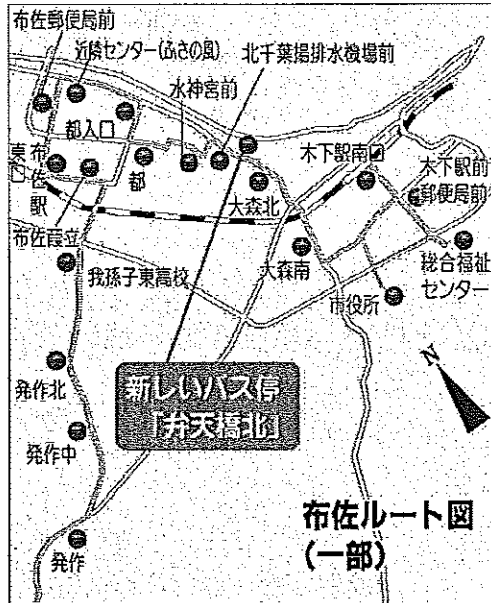 布佐郵便局前
近隣センター(ふさの風)
北千葉揚排水機場前
水神宮前
都入口
木下駅南
木下駅前
郵便局前
東
布佐駅
都
大森北
布佐霞立
大森南
総合福祉
センター
我孫子東高校
市役所
発作北
新しいバス停
「弁天橋北」
N
発作中
布佐ルート図
(一部)
発作